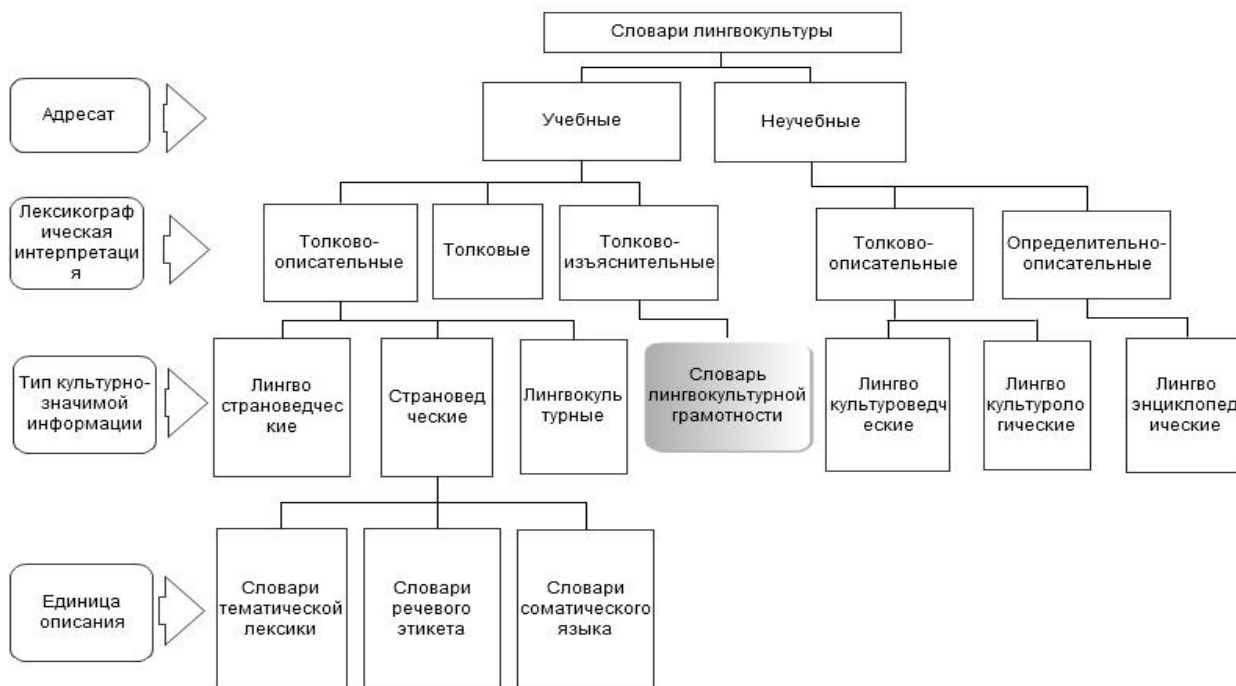 Словари лингвокультуры
Адресат
Учебные
Неучебные
Лексикограф
ическая
интерпретаци
я
Толково-
описательные
Толковые
Толково-
изъяснительные
Толково-
описательные
Определительно-
описательные
Тип культурно-
значимой
информации
Лингво
страноведчес
кие
Страновед
ческие
Лингвокуль
турные
Словарь
лингвокультурной
грамотности
Лингво
культуроведч
еские
Лингво
культуроло
гические
Лингво
энциклопед
ические
Единица
описания
Словари
тематической
лексики
Словари
речевого
этикета
Словари
соматического
языка